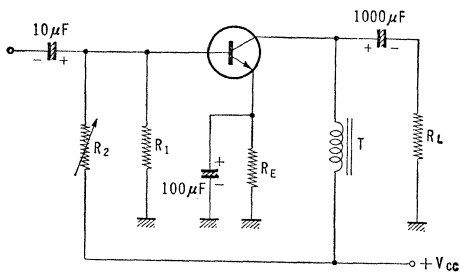 10μF
1000μF
- +
+ -
R2
R1
100μF
+
-
RE
T
RL
+Vcc